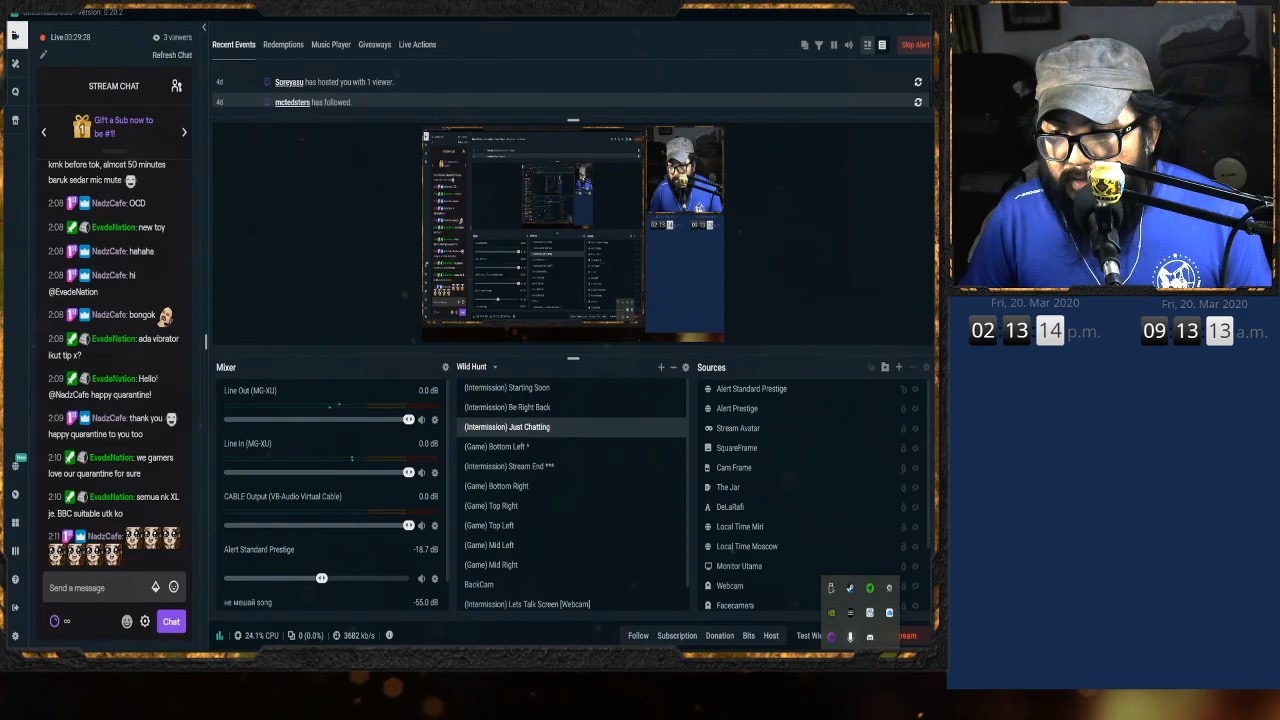 Version: 0.20.2
Live 00:29:28
3 viewers
Refresh Chat
STREAM CHAT
Gift a Sub now to
be #1!
kmk before tok, almost 50 minutes
baruk sedar mic mute
2:08 NadzCafe: OCD
2:08 EvadeNation: new toy
2:08 NadzCafe: hahaha
2:08 NadzCafe: hi
@EvadeNation
2:08 NadzCafe: bongok
2:08 EvadeNation: ada vibrator
ikut tip x?
2:09 EvadeNation: Hello!
@NadzCafe happy quarantine!
2:09 NadzCafe: thank you
happy quarantine to you too
2:10 EvadeNation: we gamers
love our quarantine for sure
2:10 EvadeNation: semua nk XL
je. BBC suitable utk ko
2:11 NadzCafe:
Send a message
∞
Chat
Recent Events
Redemptions
Music Player
Giveaways
Live Actions
Skip Alert
4d Soreyasu has hosted you with 1 viewer.
4d mctedsters has followed.
Mixer
Line Out (MG-XU) 0.0 dB
Line In (MG-XU) 0.0 dB
CABLE Output (VB-Audio Virtual Cable) 0.0 dB
Alert Standard Prestige -18.7 dB
не мешай song -55.0 dB
Wild Hunt
(Intermission) Starting Soon
(Intermission) Be Right Back
(Intermission) Just Chatting
(Game) Bottom Left *
(Intermission) Stream End ***
(Game) Bottom Right
(Game) Top Right
(Game) Top Left
(Game) Mid Left
(Game) Mid Right
BackCam
(Intermission) Lets Talk Screen [Webcam]
Sources
Alert Standard Prestige
Alert Prestige
Stream Avatar
SquareFrame
Cam Frame
The Jar
DeLaRafi
Local Time Miri
Local Time Moscow
Monitor Utama
Webcam
Facecamera
New
24.1% CPU
0 (0.0%)
3682 kb/s
Follow
Subscription
Donation
Bits
Host
Test Wi
ream
Fri, 20. Mar 2020
02 13 14 p.m.
Fri, 20. Mar 2020
09 13 13 a.m.